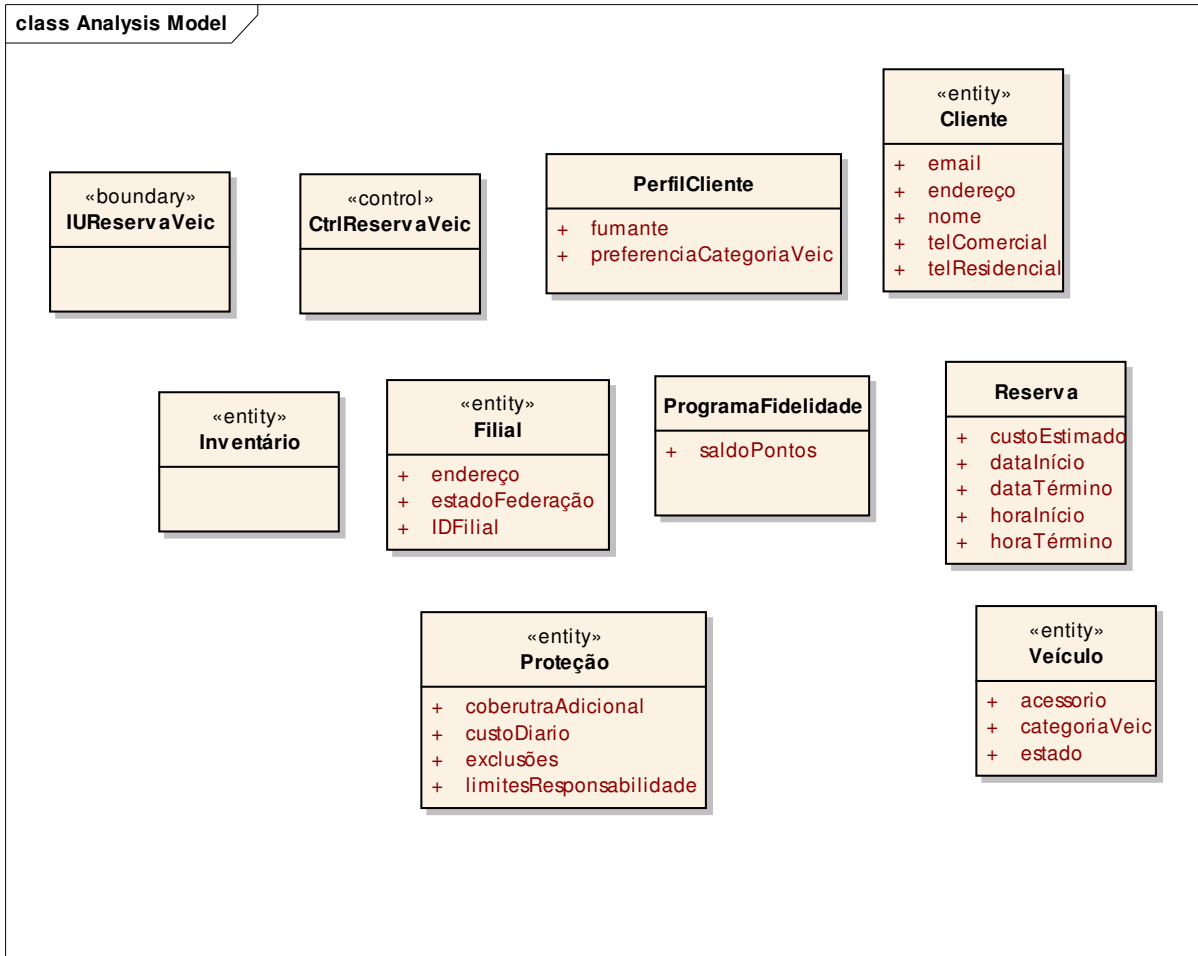 class Analysis Model
«boundary»
IUReservaVeic
«control»
CtrlReservaVeic
PerfilCliente
+ fumante
+ preferenciaCategoriaVeic
«entity»
Cliente
+ email
+ endereço
+ nome
+ telComercial
+ telResidencial
«entity»
Inventário
«entity»
Filial
+ endereço
+ estadoFederação
+ IDFilial
ProgramaFidelidade
+ saldoPontos
Reserva
+ custoEstimado
+ dataInício
+ dataTérmino
+ horaInício
+ horaTérmino
«entity»
Proteção
+ coberutraAdicional
+ custoDiario
+ exclusões
+ limitesResponsabilidade
«entity»
Veículo
+ acessorio
+ categoriaVeic
+ estado